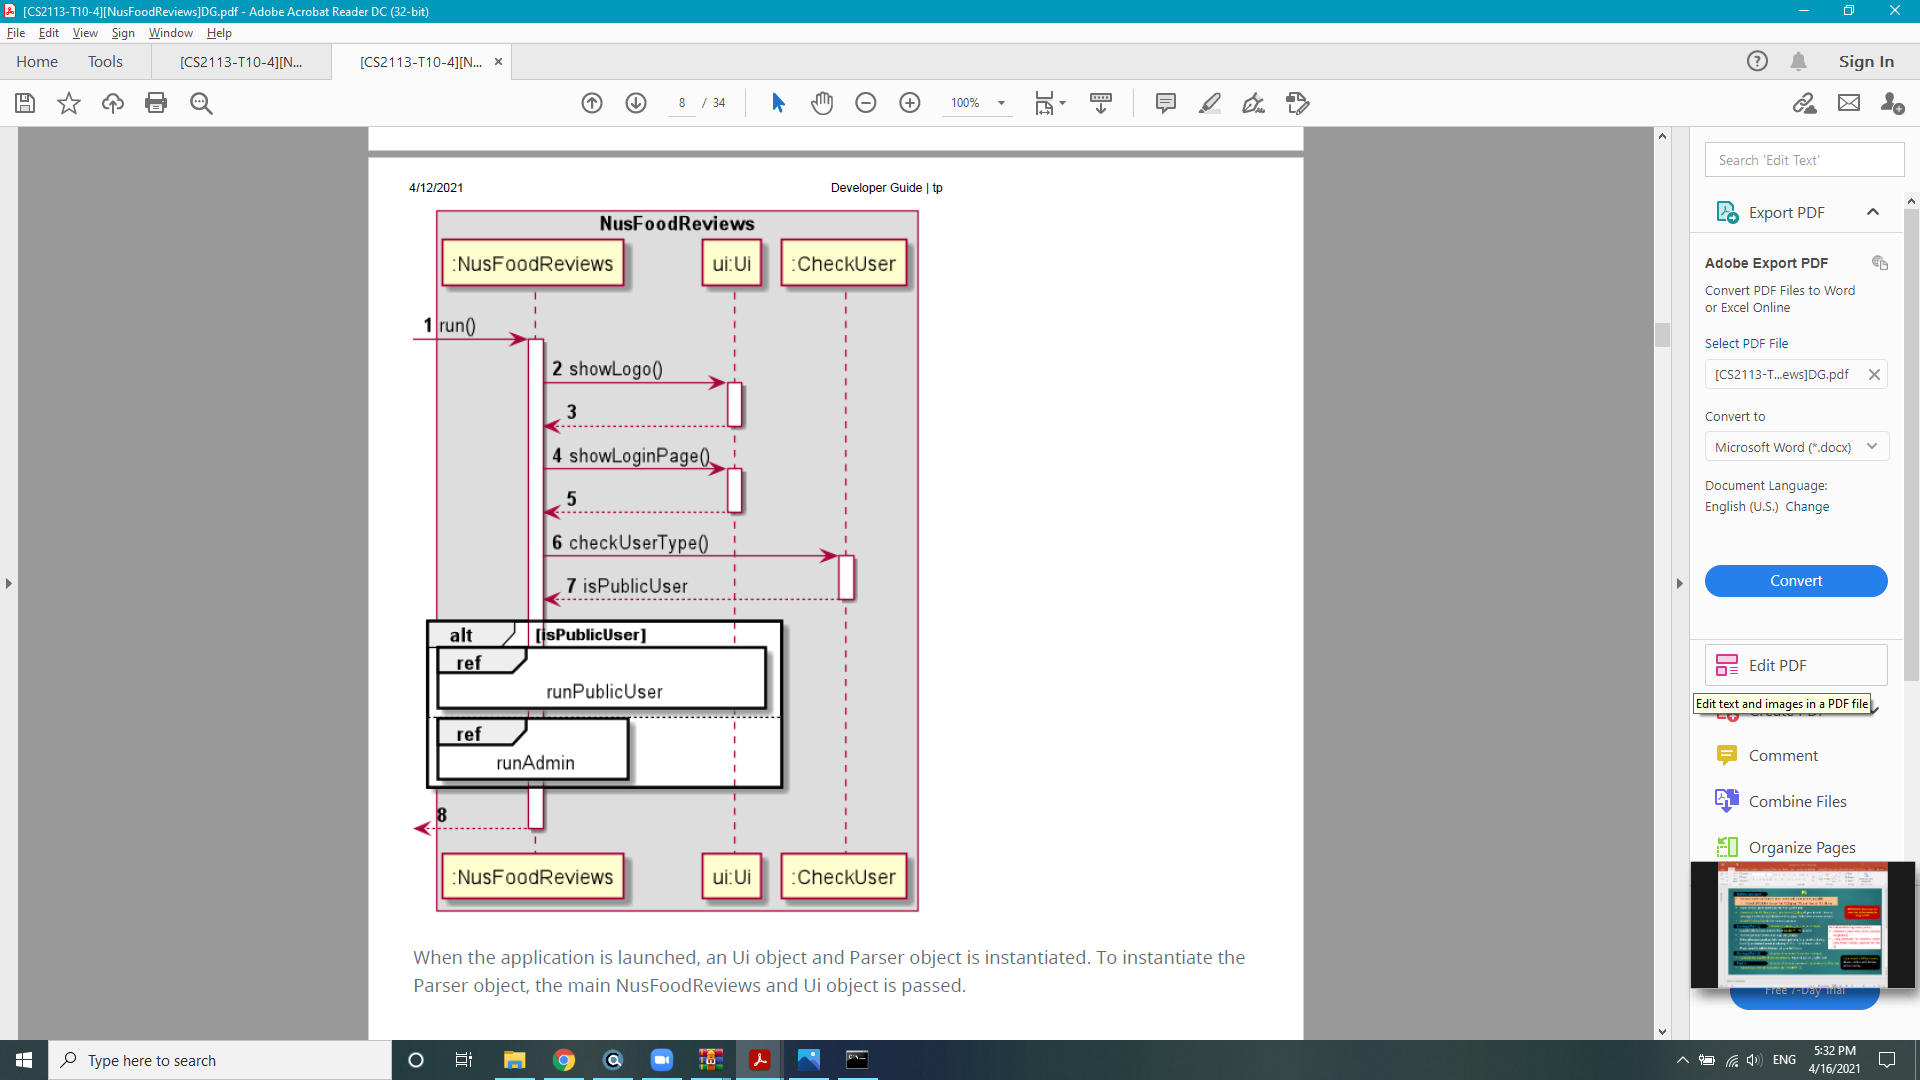 [CS2113-T10-4][NusFoodReviews]DG.pdf - Adobe Acrobat Reader DC (32-bit)
File Edit View Sign Window Help
Home Tools [CS2113-T10-4][N... [CS2113-T10-4][N... ×
Sign In
8 / 34
100%
4/12/2021 Developer Guide | tp
NusFoodReviews
:NusFoodReviews ui:Ui :CheckUser
1 run()
2 showLogo()
3
4 showLoginPage()
5
6 checkUserType()
7 isPublicUser
alt [isPublicUser]
ref
runPublicUser
ref
runAdmin
8
:NusFoodReviews ui:Ui :CheckUser
When the application is launched, an Ui object and Parser object is instantiated. To instantiate the
Parser object, the main NusFoodReviews and Ui object is passed.
Search 'Edit Text'
Export PDF
Adobe Export PDF
Convert PDF Files to Word
or Excel Online
Select PDF File
[CS2113-T...ews]DG.pdf
Convert to
Microsoft Word (*.docx)
Document Language:
English (U.S.) Change
Convert
Edit PDF
Edit text and images in a PDF file
Create PDF
Comment
Combine Files
Organize Pages
Free 7-Day Trial
Type here to search
ENG
5:32 PM
4/16/2021